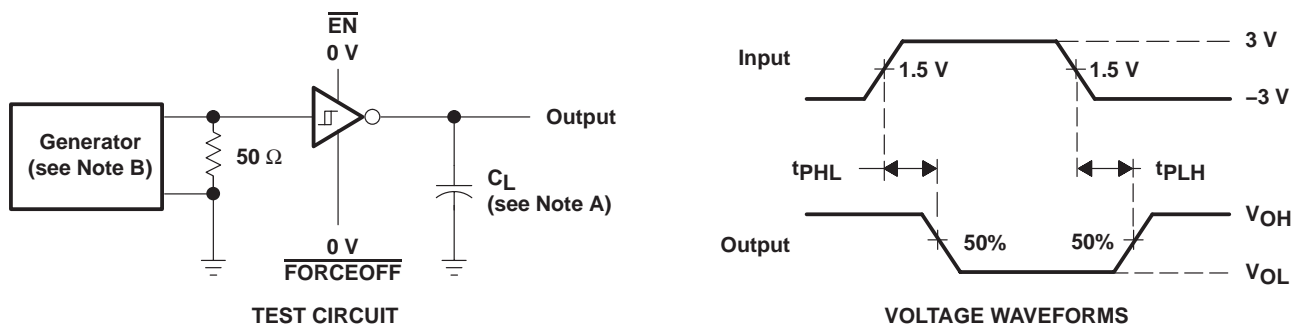 EN
0 V
Generator
(see Note B)
50 Ω
Output
CL
(see Note A)
0 V
FORCEOFF
TEST CIRCUIT
Input
3 V
1.5 V
1.5 V
–3 V
tPHL
tPLH
Output
50%
50%
VOH
VOL
VOLTAGE WAVEFORMS